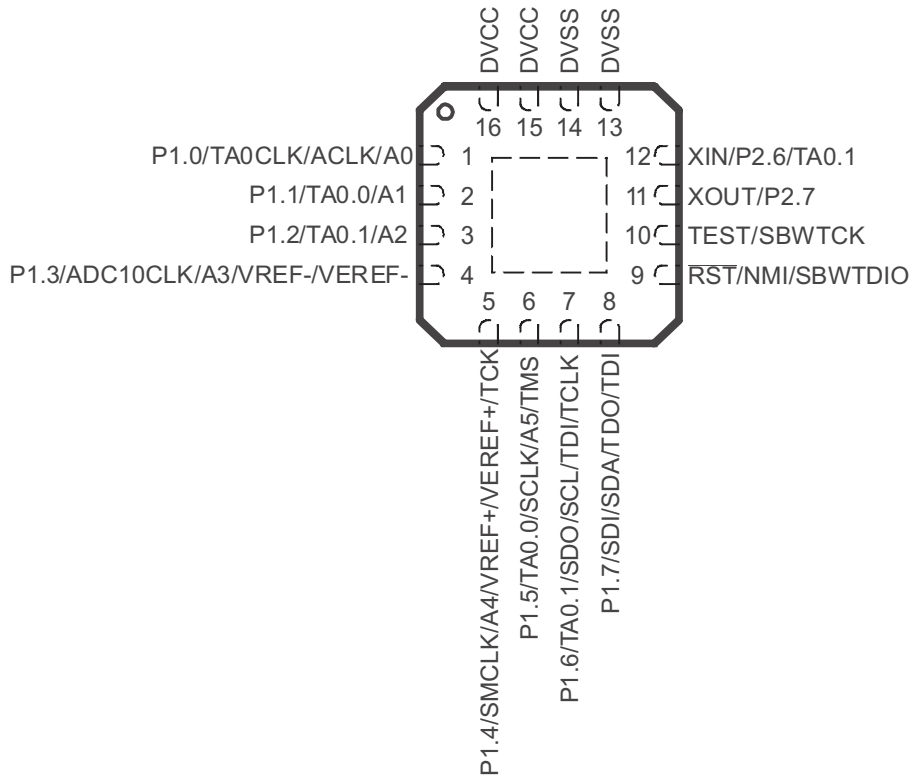 DVCC
DVCC
DVSS
DVSS
16
15
14
13
P1.0/TA0CLK/ACLK/A0
1
12
XIN/P2.6/TA0.1
P1.1/TA0.0/A1
2
11
XOUT/P2.7
P1.2/TA0.1/A2
3
10
TEST/SBWTCK
P1.3/ADC10CLK/A3/VREF-/VEREF-
4
9
RST/NMI/SBWTDIO
5
6
7
8
P1.4/SMCLK/A4/VREF+/VEREF+/TCK
P1.5/TA0.0/SCLK/A5/TMS
P1.6/TA0.1/SDO/SCL/TDI/TCLK
P1.7/SDI/SDA/TDO/TDI